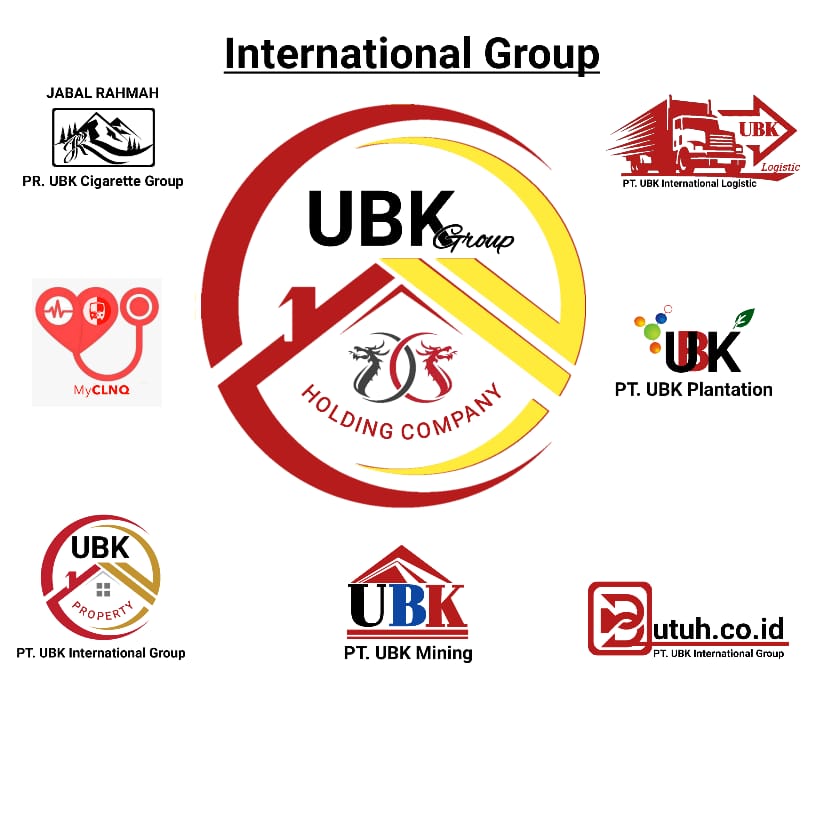 International Group
JABAL RAHMAH
JR
PR. UBK Cigarette Group
UBK
Group
HOLDING COMPANY
UBK
Logistic
PT. UBK International Logistic
MyCLNQ
UBK
PT. UBK Plantation
UBK
PROPERTY
PT. UBK International Group
UBK
PT. UBK Mining
Butuh.co.id
PT. UBK International Group